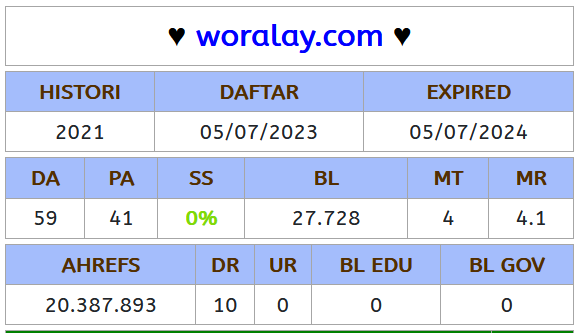 ♥ woralay.com ♥
HISTORI DAFTAR EXPIRED
2021 05/07/2023 05/07/2024
DA PA SS BL MT MR
59 41 0% 27.728 4 4.1
AHREFS DR UR BL EDU BL GOV
20.387.893 10 0 0 0